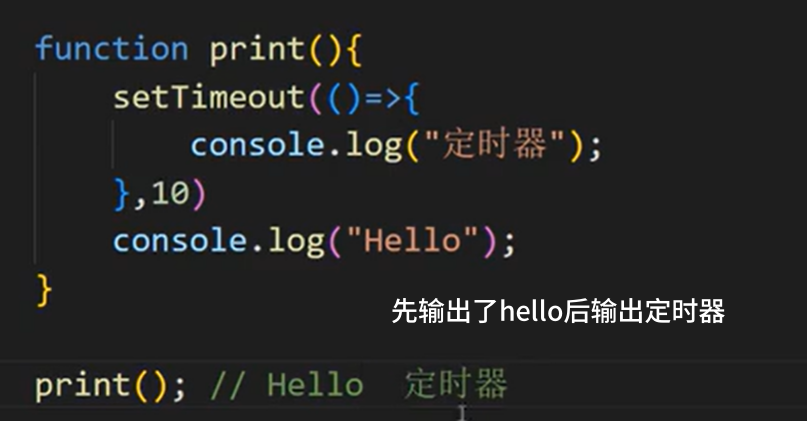 function print(){
    setTimeout(()=>{
        console.log("定时器");
    },10)
    console.log("Hello");
}
先输出了hello后输出定时器
print(); // Hello  定时器